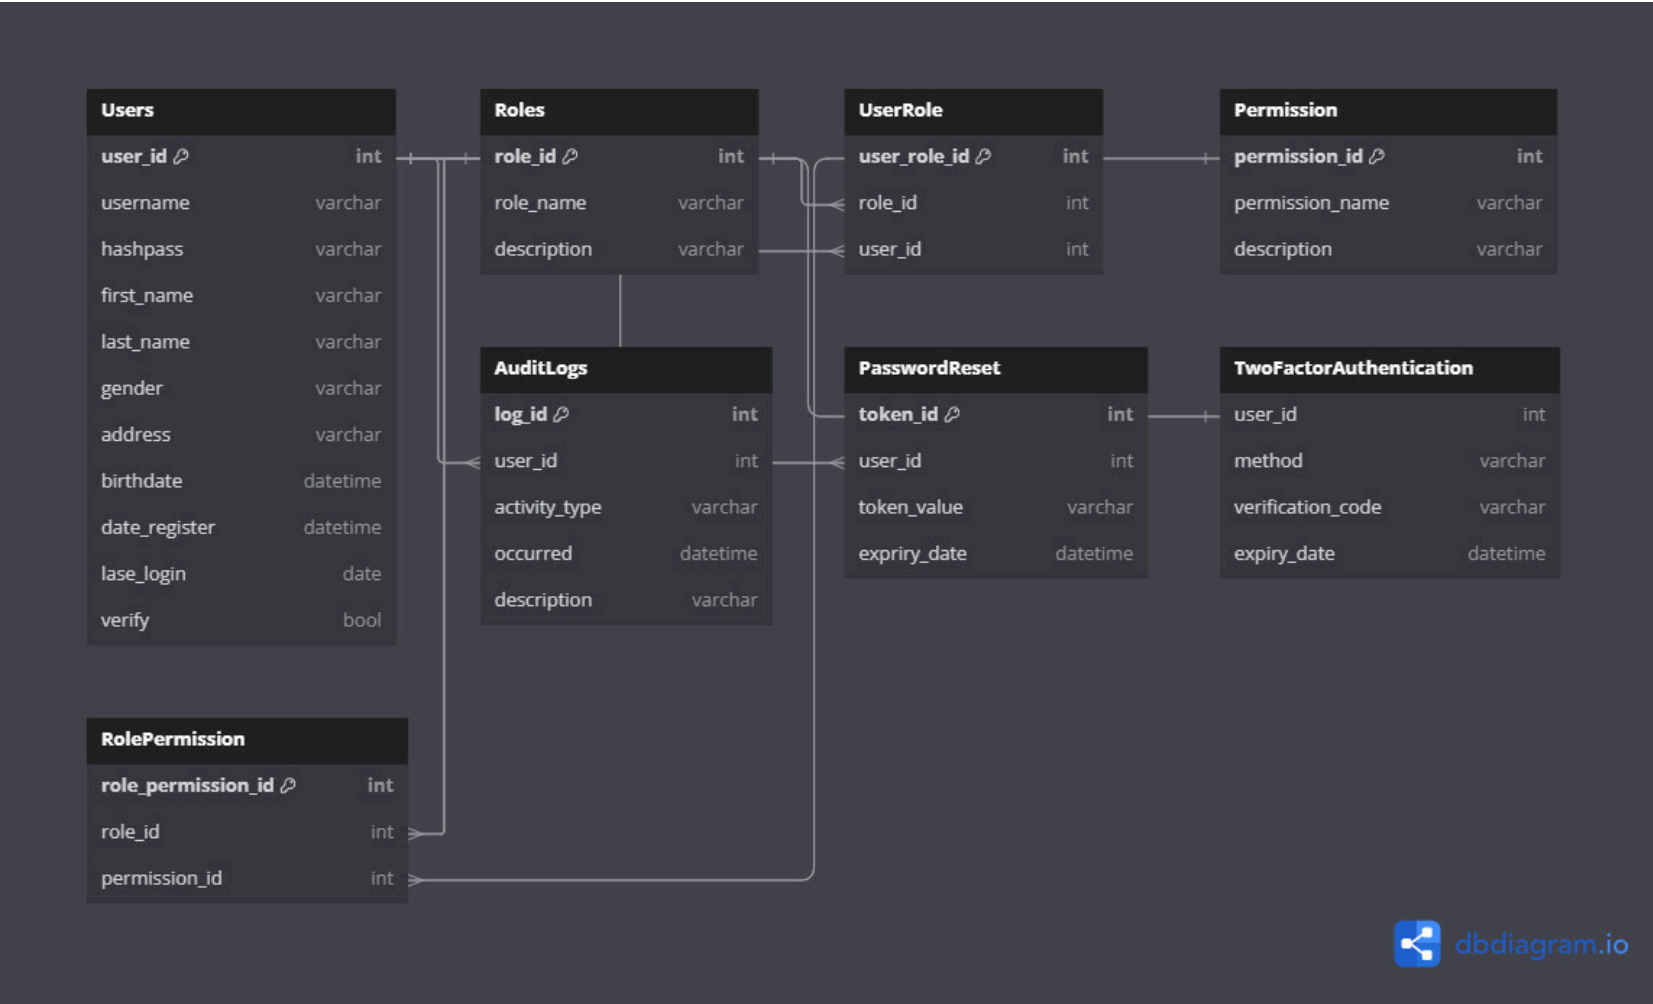 Users
user_id int
username varchar
hashpass varchar
first_name varchar
last_name varchar
gender varchar
address varchar
birthdate datetime
date_register datetime
lase_login date
verify bool
Roles
role_id int
role_name varchar
description varchar
UserRole
user_role_id int
role_id int
user_id int
Permission
permission_id int
permission_name varchar
description varchar
AuditLogs
log_id int
user_id int
activity_type varchar
occurred datetime
description varchar
PasswordReset
token_id int
user_id int
token_value varchar
expriry_date datetime
TwoFactorAuthentication
user_id int
method varchar
verification_code varchar
expiry_date datetime
RolePermission
role_permission_id int
role_id int
permission_id int
dbdiagram.io